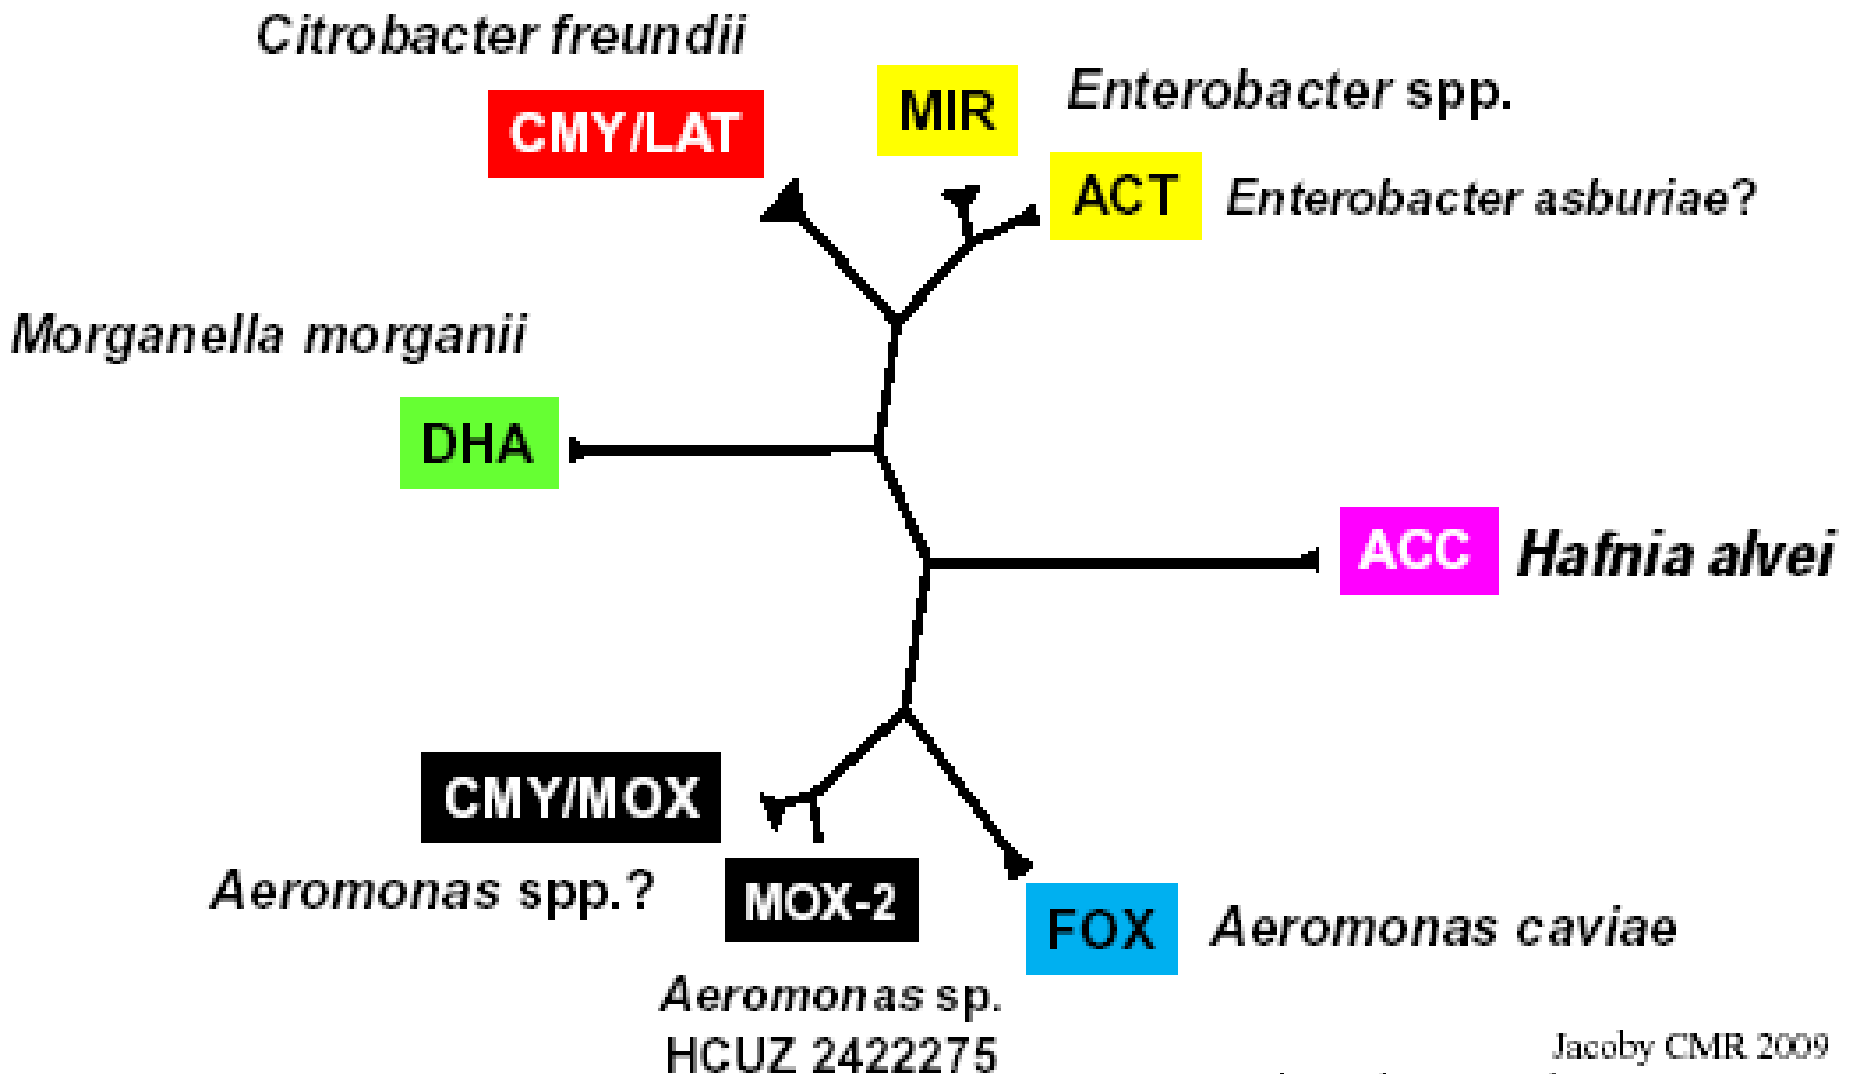 Citrobacter freundii
CMY/LAT
MIR
Enterobacter spp.
ACT
Enterobacter asburiae?
Morganella morganii
DHA
ACC
Hafnia alvei
CMY/MOX
Aeromonas spp.?
MOX-2
Aeromonas sp.
HCUZ 2422275
FOX
Aeromonas caviae
Jacoby CMR 2009